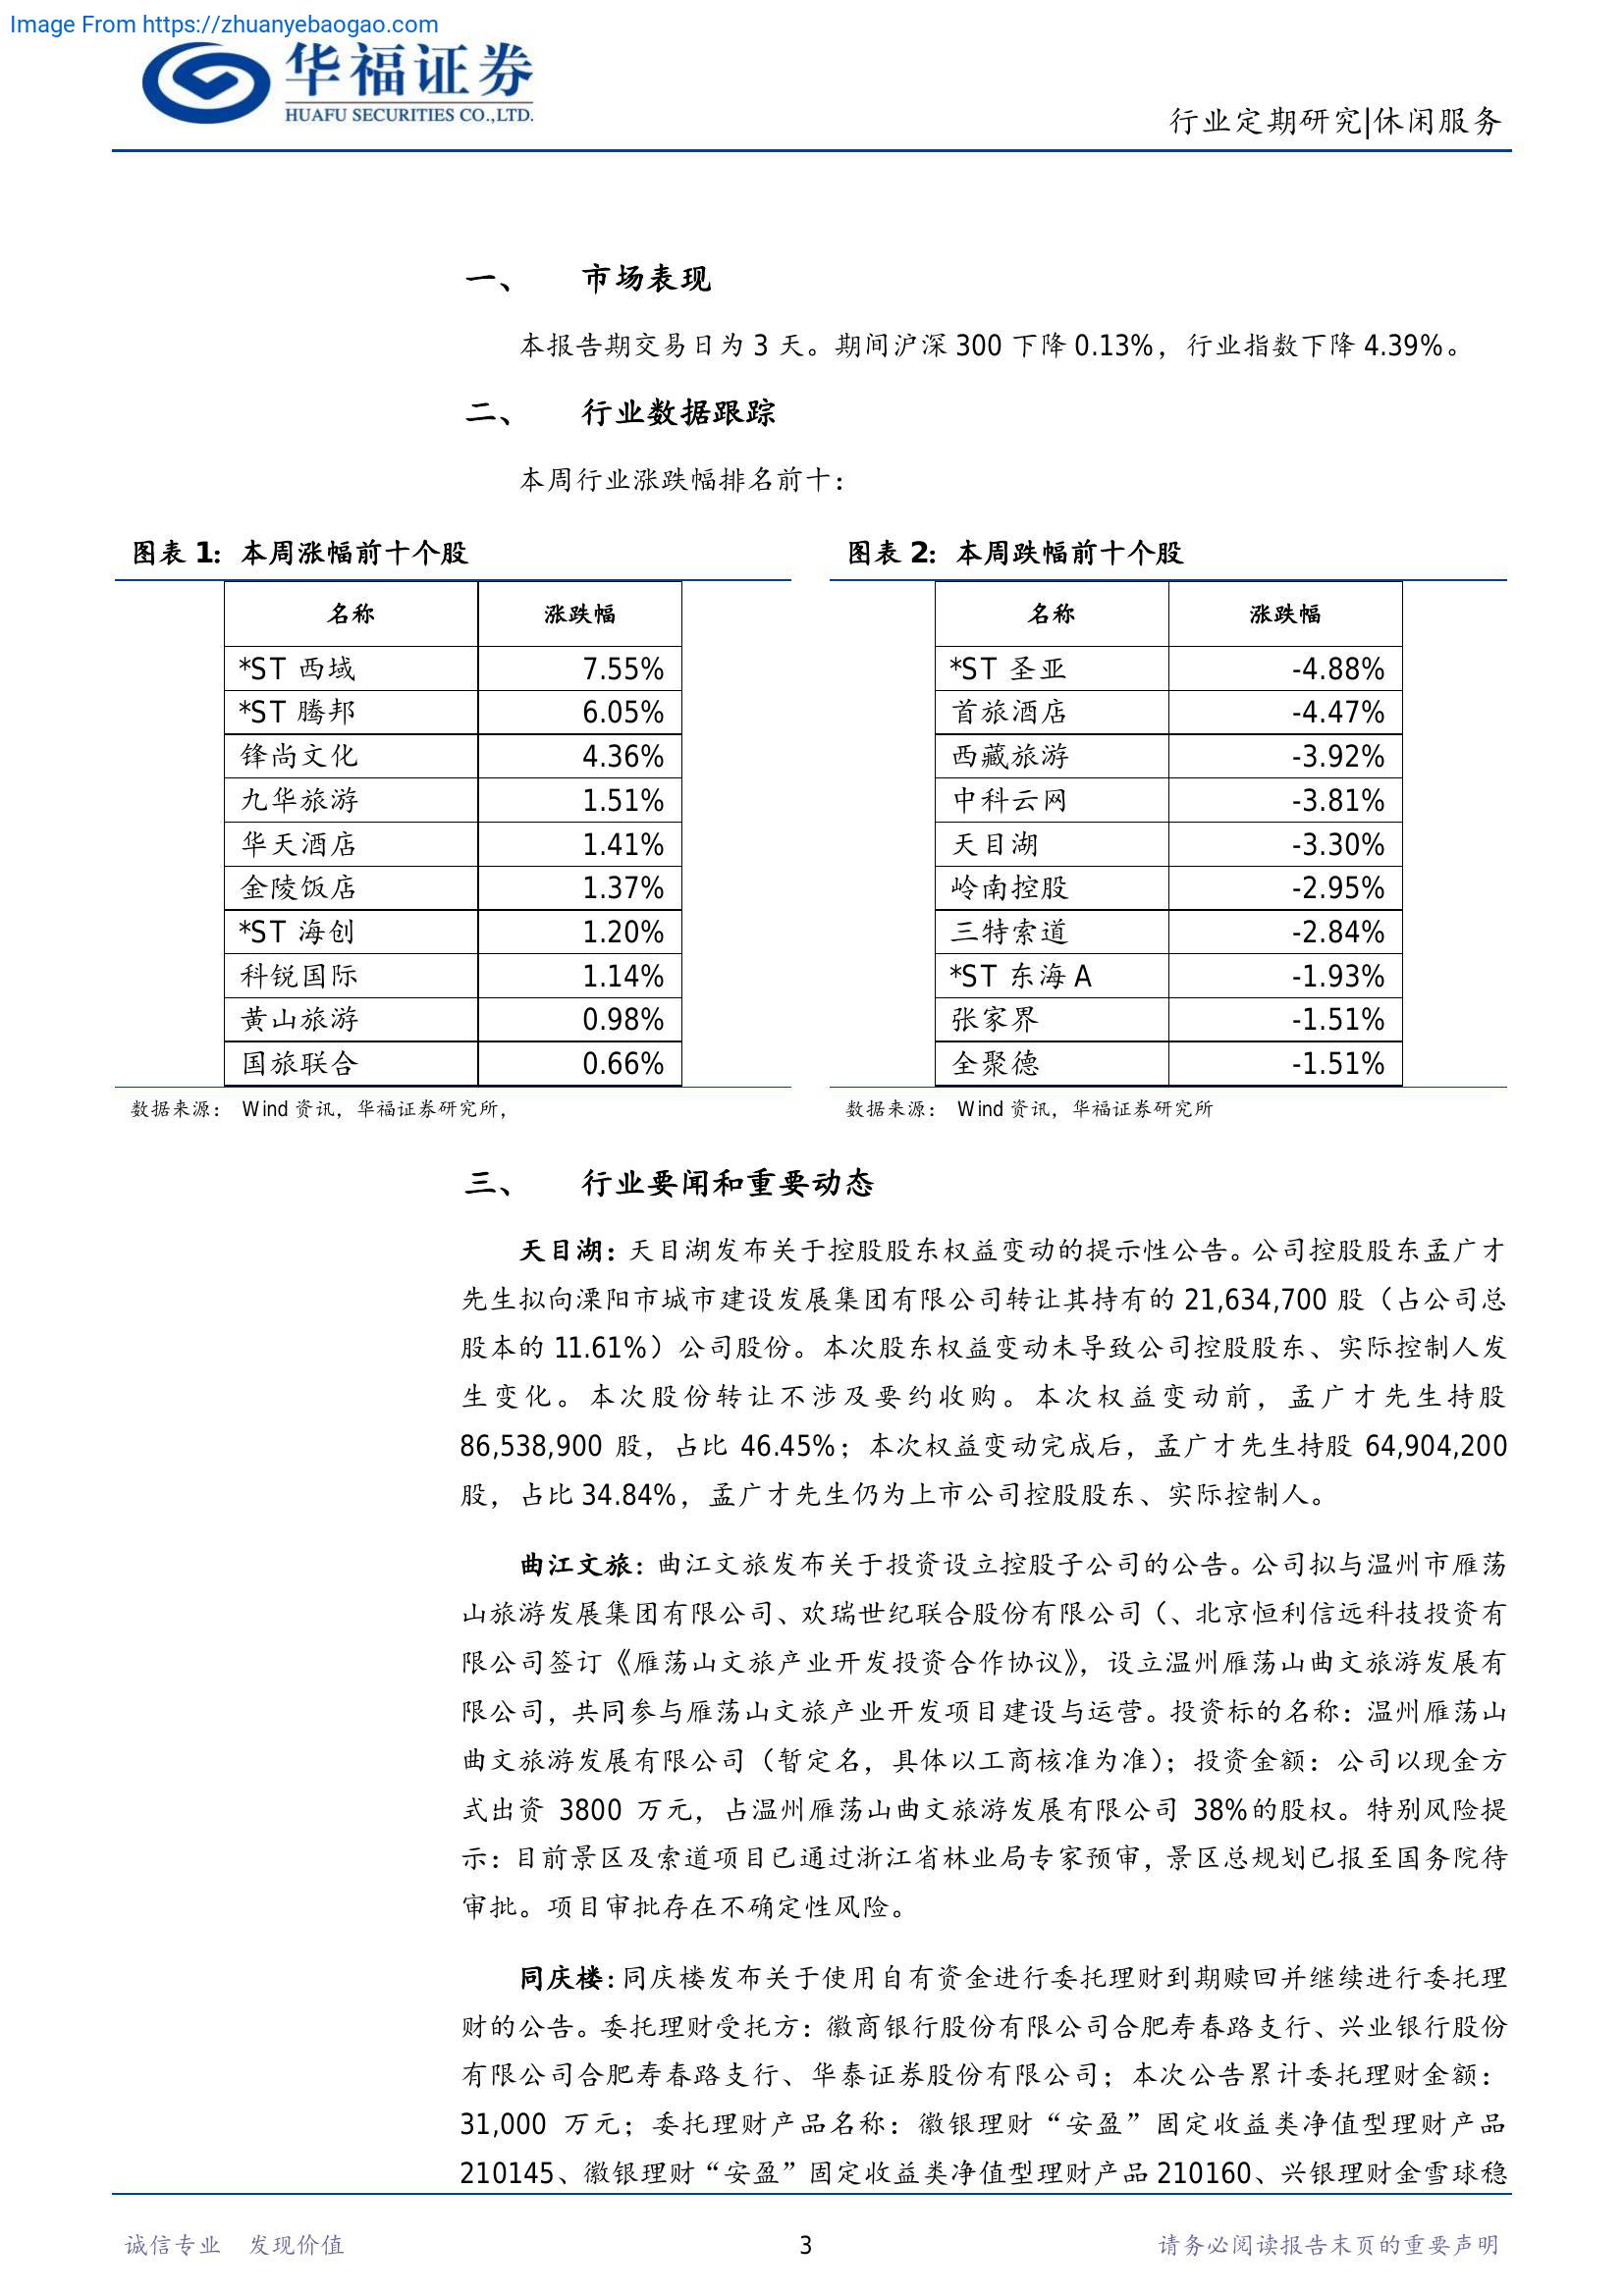 Image From https://zhuanyebaogao.com
华福证券
HUAFU SECURITIES CO.,LTD.
行业定期研究|休闲服务
一、 市场表现
本报告期交易日为 3 天。期间沪深 300 下降 0.13%，行业指数下降 4.39%。
二、 行业数据跟踪
本周行业涨跌幅排名前十：
图表 1：本周涨幅前十个股
名称 涨跌幅
*ST 西域 7.55%
*ST 腾邦 6.05%
锋尚文化 4.36%
九华旅游 1.51%
华天酒店 1.41%
金陵饭店 1.37%
*ST 海创 1.20%
科锐国际 1.14%
黄山旅游 0.98%
国旅联合 0.66%
数据来源： Wind 资讯，华福证券研究所，
图表 2：本周跌幅前十个股
名称 涨跌幅
*ST 圣亚 -4.88%
首旅酒店 -4.47%
西藏旅游 -3.92%
中科云网 -3.81%
天目湖 -3.30%
岭南控股 -2.95%
三特索道 -2.84%
*ST 东海 A -1.93%
张家界 -1.51%
全聚德 -1.51%
数据来源： Wind 资讯，华福证券研究所
三、 行业要闻和重要动态
天目湖：天目湖发布关于控股股东权益变动的提示性公告。公司控股股东孟广才
先生拟向溧阳市城市建设发展集团有限公司转让其持有的 21,634,700 股（占公司总
股本的 11.61%）公司股份。本次股东权益变动未导致公司控股股东、实际控制人发
生变化。本次股份转让不涉及要约收购。本次权益变动前，孟广才先生持股
86,538,900 股，占比 46.45%；本次权益变动完成后，孟广才先生持股 64,904,200
股，占比 34.84%，孟广才先生仍为上市公司控股股东、实际控制人。
曲江文旅：曲江文旅发布关于投资设立控股子公司的公告。公司拟与温州市雁荡
山旅游发展集团有限公司、欢瑞世纪联合股份有限公司（、北京恒利信远科技投资有
限公司签订《雁荡山文旅产业开发投资合作协议》，设立温州雁荡山曲文旅游发展有
限公司，共同参与雁荡山文旅产业开发项目建设与运营。投资标的名称：温州雁荡山
曲文旅游发展有限公司（暂定名，具体以工商核准为准）；投资金额：公司以现金方
式出资 3800 万元，占温州雁荡山曲文旅游发展有限公司 38%的股权。特别风险提
示：目前景区及索道项目已通过浙江省林业局专家预审，景区总规划已报至国务院待
审批。项目审批存在不确定性风险。
同庆楼：同庆楼发布关于使用自有资金进行委托理财到期赎回并继续进行委托理
财的公告。委托理财受托方：徽商银行股份有限公司合肥寿春路支行、兴业银行股份
有限公司合肥寿春路支行、华泰证券股份有限公司；本次公告累计委托理财金额：
31,000 万元；委托理财产品名称：徽银理财“安盈”固定收益类净值型理财产品
210145、徽银理财“安盈”固定收益类净值型理财产品 210160、兴银理财金雪球稳
诚信专业 发现价值
3
请务必阅读报告末页的重要声明